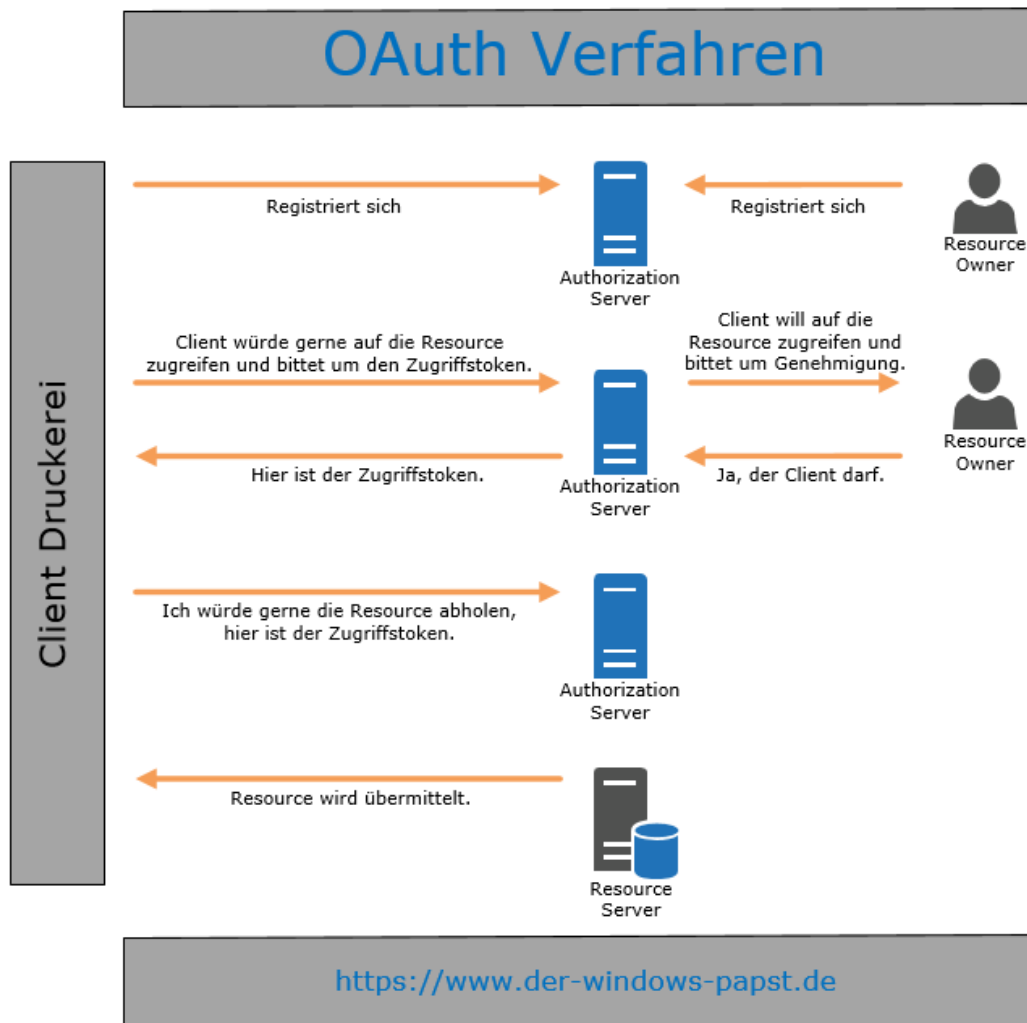 OAuth Verfahren
Client Druckerei
Registriert sich
Registriert sich
Authorization
Server
Resource
Owner
Client würde gerne auf die Resource
zugreifen und bittet um den Zugriffstoken.
Client will auf die
Resource zugreifen und
bittet um Genehmigung.
Hier ist der Zugriffstoken.
Authorization
Server
Ja, der Client darf.
Resource
Owner
Ich würde gerne die Resource abholen,
hier ist der Zugriffstoken.
Authorization
Server
Resource wird übermittelt.
Resource
Server
https://www.der-windows-papst.de